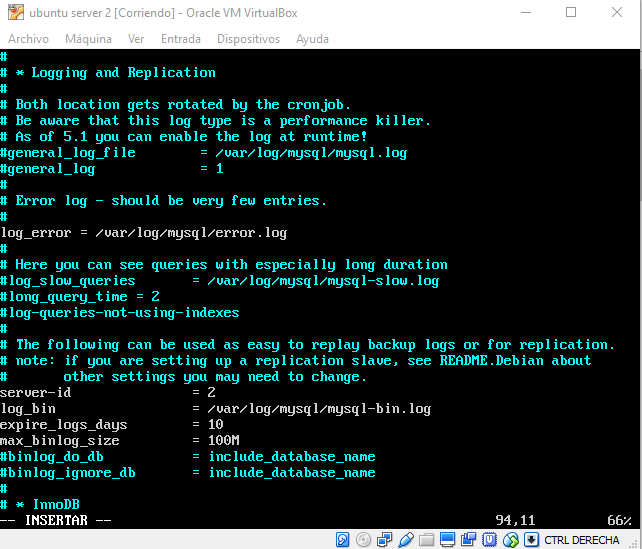 ubuntu server 2 [Corriendo] - Oracle VM VirtualBox
Archivo Máquina Ver Entrada Dispositivos Ayuda
#
# * Logging and Replication
#
# Both location gets rotated by the cronjob.
# Be aware that this log type is a performance killer.
# As of 5.1 you can enable the log at runtime!
#general_log_file        = /var/log/mysql/mysql.log
#general_log             = 1
#
# Error log - should be very few entries.
#
log_error = /var/log/mysql/error.log
#
# Here you can see queries with especially long duration
#log_slow_queries       = /var/log/mysql/mysql-slow.log
#long_query_time = 2
#log-queries-not-using-indexes
#
# The following can be used as easy to replay backup logs or for replication.
# note: if you are setting up a replication slave, see README.Debian about
#       other settings you may need to change.
server-id               = 2
log_bin                 = /var/log/mysql/mysql-bin.log
expire_logs_days        = 10
max_binlog_size         = 100M
#binlog_do_db           = include_database_name
#binlog_ignore_db       = include_database_name
#
# * InnoDB
-- INSERTAR --                                                94,11         66%
CTRL DERECHA